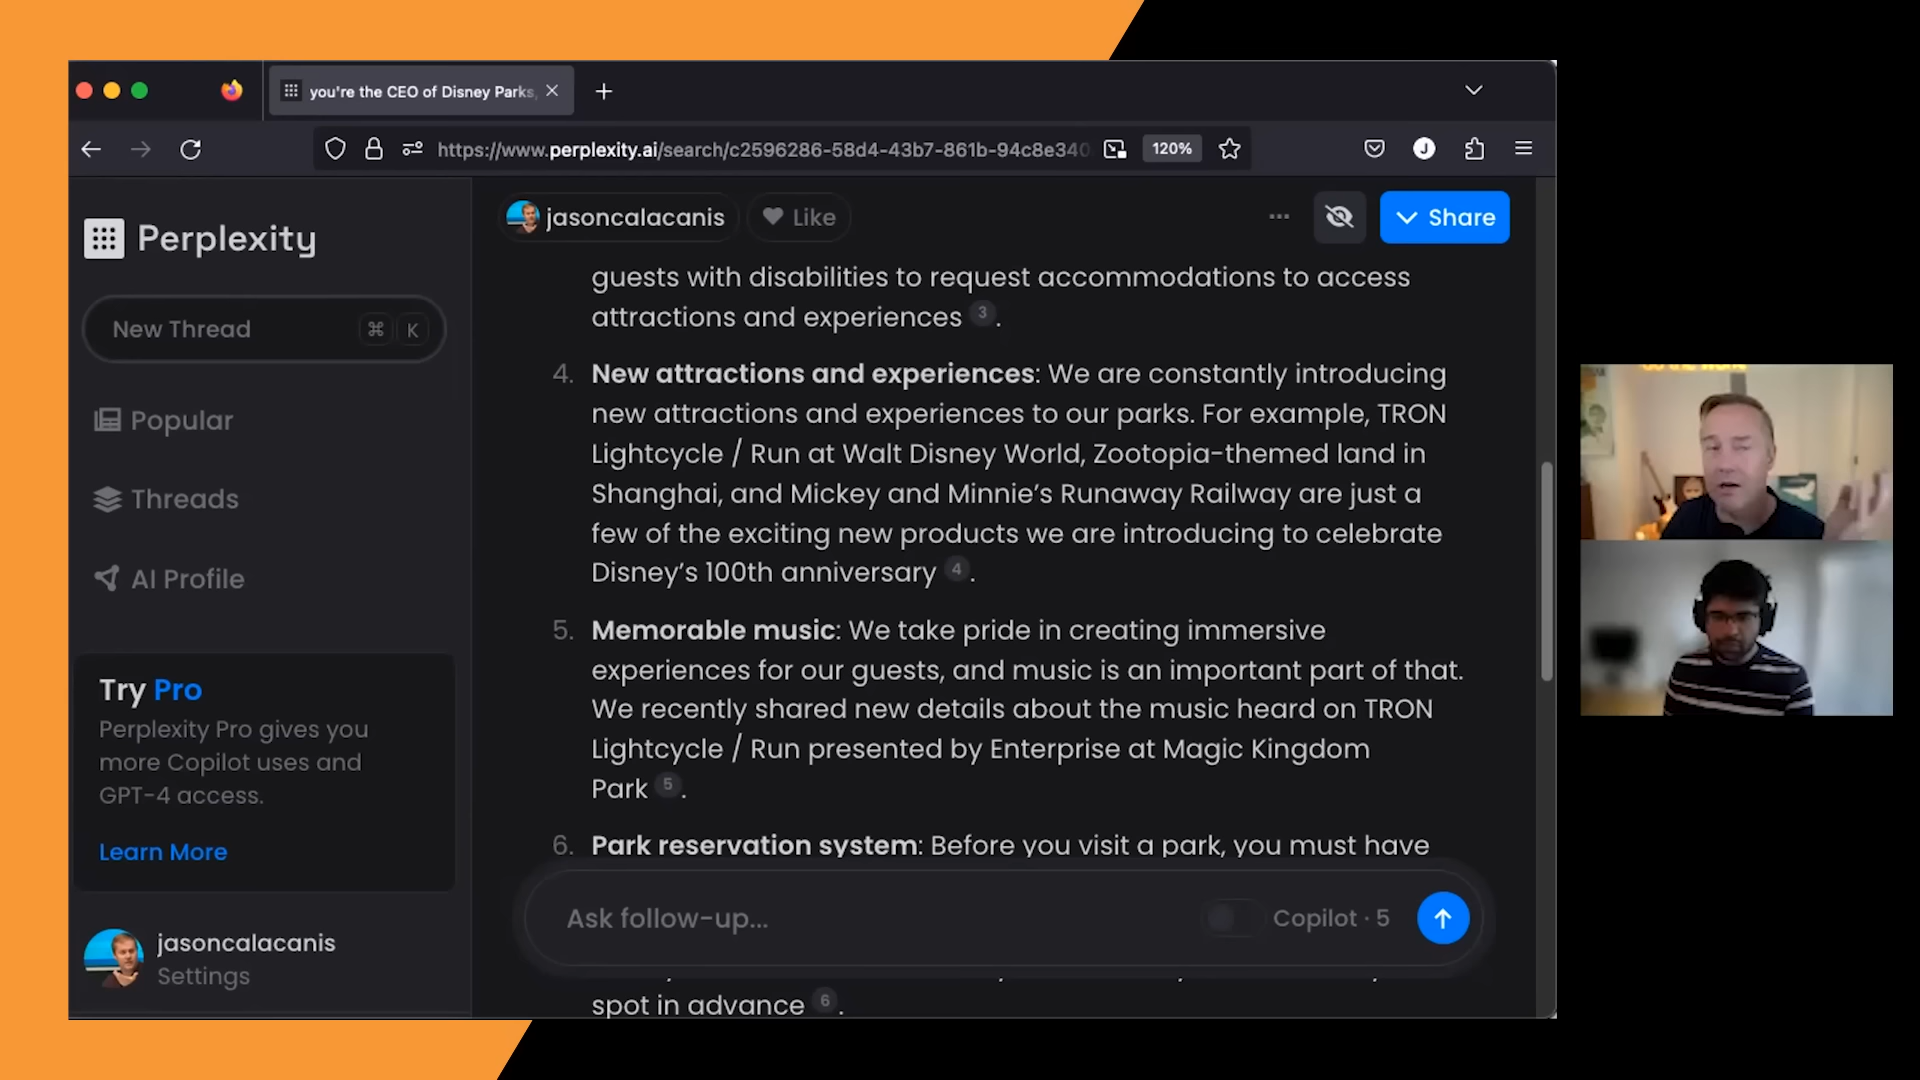 you're the CEO of Disney Parks,
https://www.perplexity.ai/search/c2596286-58d4-43b7-861b-94c8e340
120%
J
Perplexity
New Thread
⌘ K
Popular
Threads
AI Profile
Try Pro
Perplexity Pro gives you
more Copilot uses and
GPT-4 access.
Learn More
jasoncalacanis
Settings
jasoncalacanis
Like
Share
guests with disabilities to request accommodations to access
attractions and experiences 3.
4. New attractions and experiences: We are constantly introducing
new attractions and experiences to our parks. For example, TRON
Lightcycle / Run at Walt Disney World, Zootopia-themed land in
Shanghai, and Mickey and Minnie’s Runaway Railway are just a
few of the exciting new products we are introducing to celebrate
Disney’s 100th anniversary 4.
5. Memorable music: We take pride in creating immersive
experiences for our guests, and music is an important part of that.
We recently shared new details about the music heard on TRON
Lightcycle / Run presented by Enterprise at Magic Kingdom
Park 5.
6. Park reservation system: Before you visit a park, you must have
Ask follow-up...
Copilot · 5
spot in advance 6.